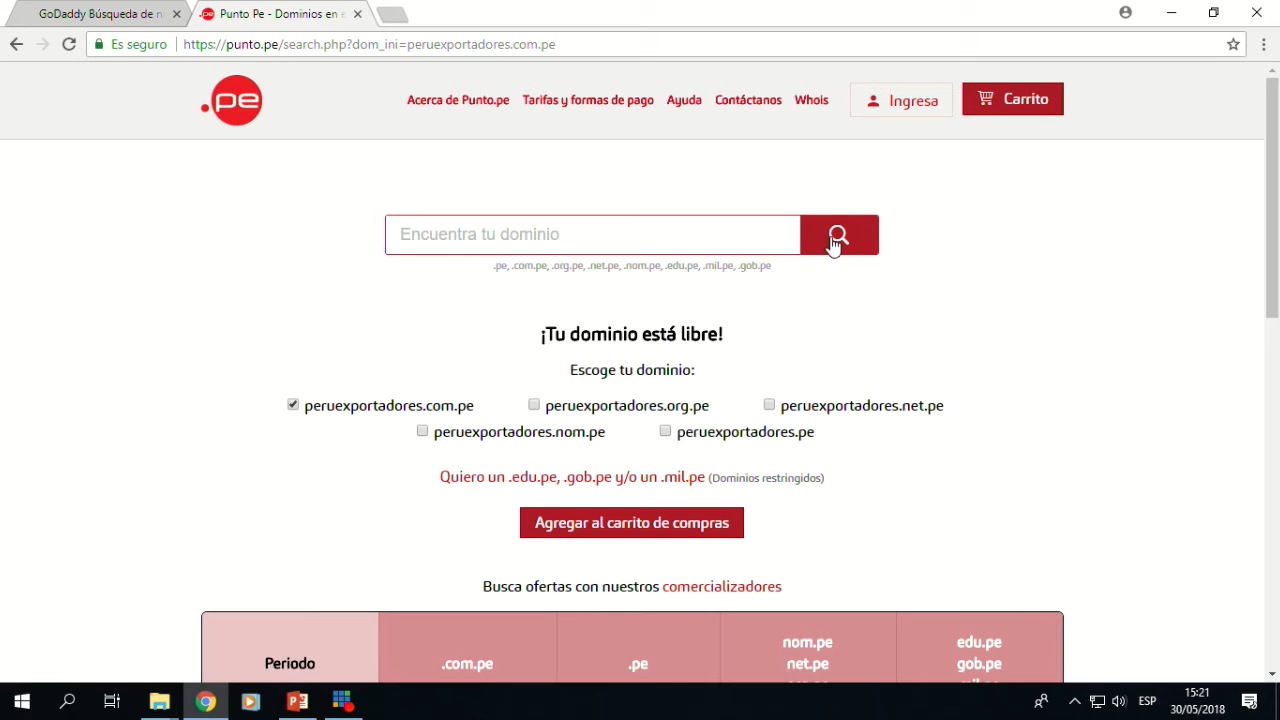 GoDaddy Búsqueda de n
Punto Pe - Dominios en e
Es seguro
https://punto.pe/search.php?dom_ini=peruexportadores.com.pe
.pe
Acerca de Punto.pe
Tarifas y formas de pago
Ayuda
Contáctanos
Whois
Ingresa
Carrito
Encuentra tu dominio
.pe, .com.pe, .org.pe, .net.pe, .nom.pe, .edu.pe, .mil.pe, .gob.pe
¡Tu dominio está libre!
Escoge tu dominio:
peruexportadores.com.pe
peruexportadores.org.pe
peruexportadores.net.pe
peruexportadores.nom.pe
peruexportadores.pe
Quiero un .edu.pe, .gob.pe y/o un .mil.pe (Dominios restringidos)
Agregar al carrito de compras
Busca ofertas con nuestros comercializadores
Periodo
.com.pe
.pe
nom.pe
net.pe
edu.pe
gob.pe
ESP
15:21
30/05/2018